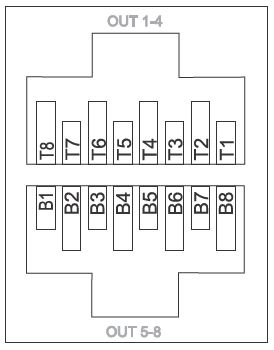 OUT 1-4
T8 T7 T6 T5 T4 T3 T2 T1
B1 B2 B3 B4 B5 B6 B7 B8
OUT 5-8